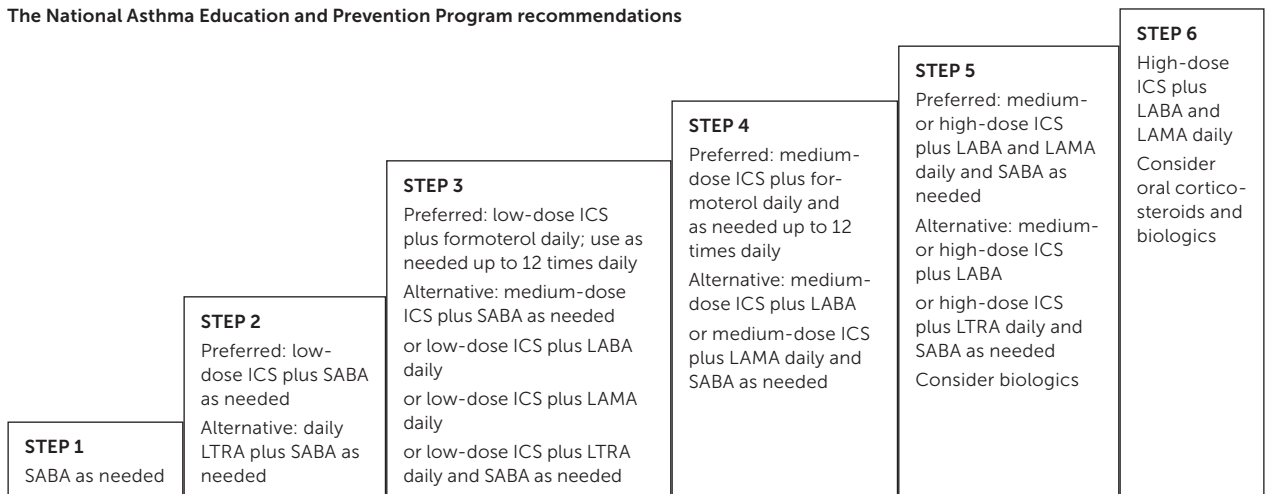 The National Asthma Education and Prevention Program recommendations
STEP 1
SABA as needed
STEP 2
Preferred: low-
dose ICS plus SABA
as needed
Alternative: daily
LTRA plus SABA as
needed
STEP 3
Preferred: low-dose ICS
plus formoterol daily; use as
needed up to 12 times daily
Alternative: medium-dose
ICS plus SABA as needed
or low-dose ICS plus LABA
daily
or low-dose ICS plus LAMA
daily
or low-dose ICS plus LTRA
daily and SABA as needed
STEP 4
Preferred: medium-
dose ICS plus for-
moterol daily and
as needed up to 12
times daily
Alternative: medium-
dose ICS plus LABA
or medium-dose ICS
plus LAMA daily and
SABA as needed
STEP 5
Preferred: medium-
or high-dose ICS
plus LABA and LAMA
daily and SABA as
needed
Alternative: medium-
or high-dose ICS
plus LABA
or high-dose ICS
plus LTRA daily and
SABA as needed
Consider biologics
STEP 6
High-dose
ICS plus
LABA and
LAMA daily
Consider
oral cortico-
steroids and
biologics